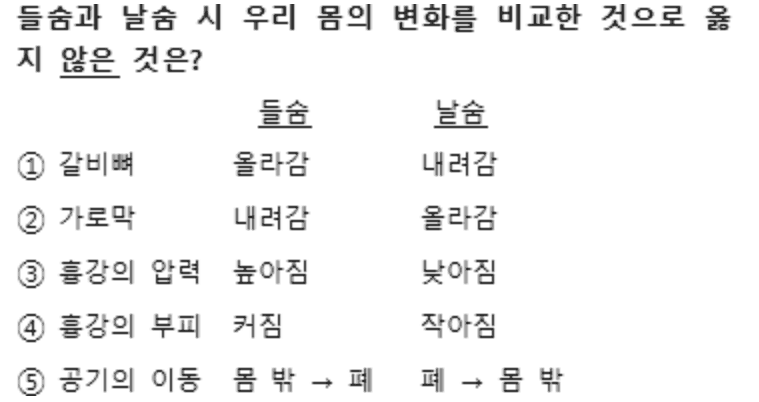 들숨과 날숨 시 우리 몸의 변화를 비교한 것으로 옳
지 않은 것은?
들숨 날숨
① 갈비뼈 올라감 내려감
② 가로막 내려감 올라감
③ 흉강의 압력 높아짐 낮아짐
④ 흉강의 부피 커짐 작아짐
⑤ 공기의 이동 몸 밖 → 폐 폐 → 몸 밖